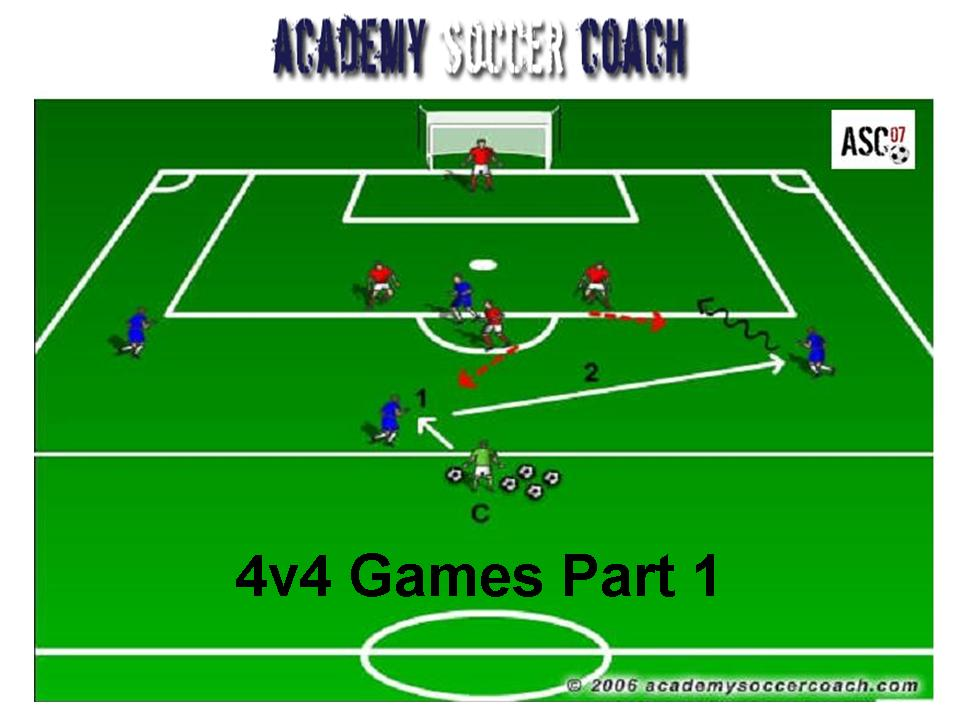 ACADEMY SOCCER COACH
ASC 07
2
1
C
4v4 Games Part 1
© 2006 academysoccercoach.com